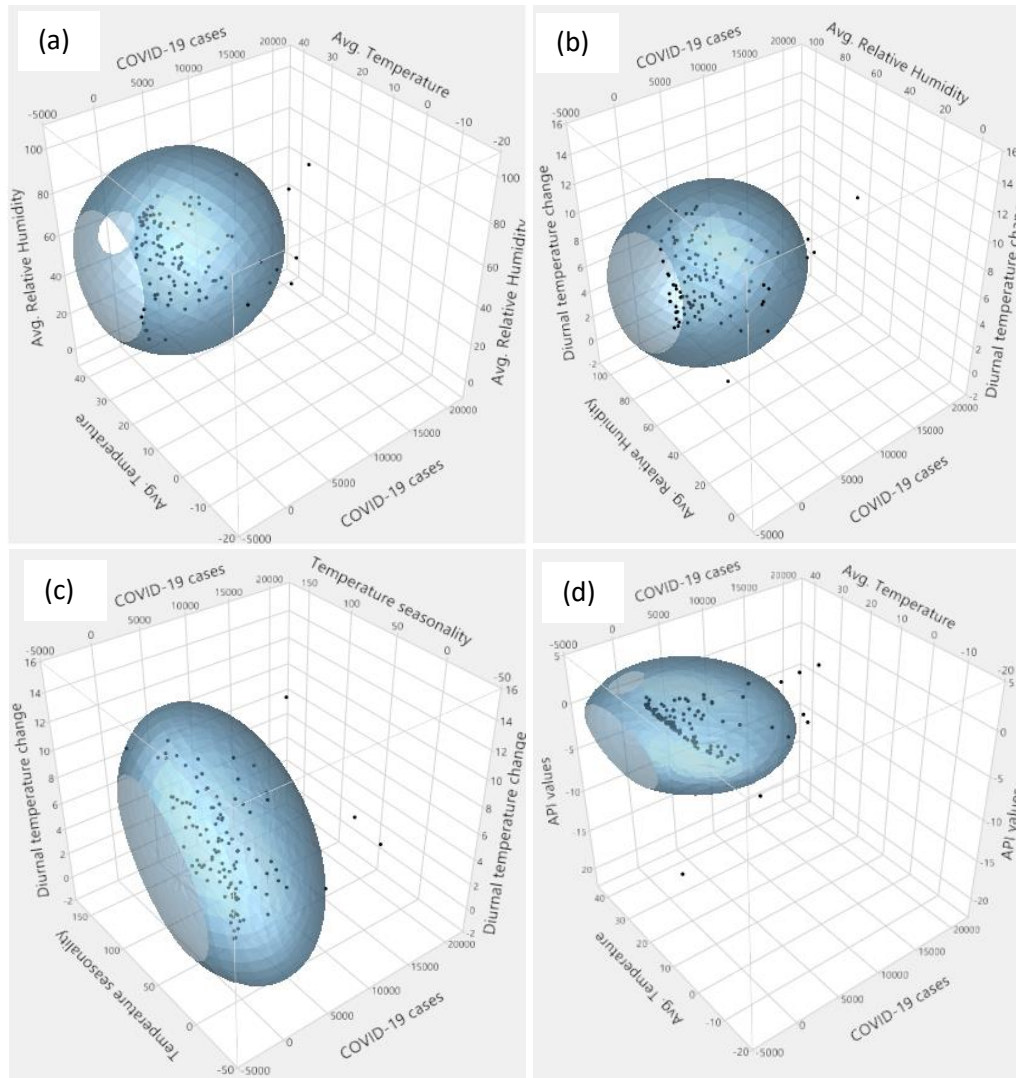 (a)
COVID-19 cases
-5000 0 5000 10000 15000 20000
Avg. Temperature
40 30 20 10 0 -10 -20
Avg. Relative Humidity
100 80 60 40 20 0
Avg. Relative Humidity
100 80 60 40 20 0
Avg. Temperature
40 30 20 10 0 -10 -20
COVID-19 cases
-5000 0 5000 10000 15000 20000
(b)
COVID-19 cases
-5000 0 5000 10000 15000 20000
Avg. Relative Humidity
100 80 60 40 20 0
Diurnal temperature change
16 14 12 10 8 6 4 2 0 -2
Diurnal temperature chan
16 14 12 10 8 6 4 2 0 -2
Avg. Relative Humidity
100 80 60 40 20 0
COVID-19 cases
-5000 0 5000 10000 15000 20000
(c)
COVID-19 cases
-5000 0 5000 10000 15000 20000
Temperature seasonality
150 100 50 0 -50
Diurnal temperature change
16 14 12 10 8 6 4 2 0 -2
Diurnal temperature change
16 14 12 10 8 6 4 2 0 -2
Temperature seasonality
150 100 50 0 -50
COVID-19 cases
-5000 0 5000 10000 15000 20000
(d)
COVID-19 cases
-5000 0 5000 10000 15000 20000
Avg. Temperature
40 30 20 10 0 -10 -20
API values
5 0 -5 -10 -15 20
API values
5 0 -5 -10 -15 -20
Avg. Temperature
40 30 20 10 0 -10 -20
COVID-19 cases
-5000 0 5000 10000 15000 20000